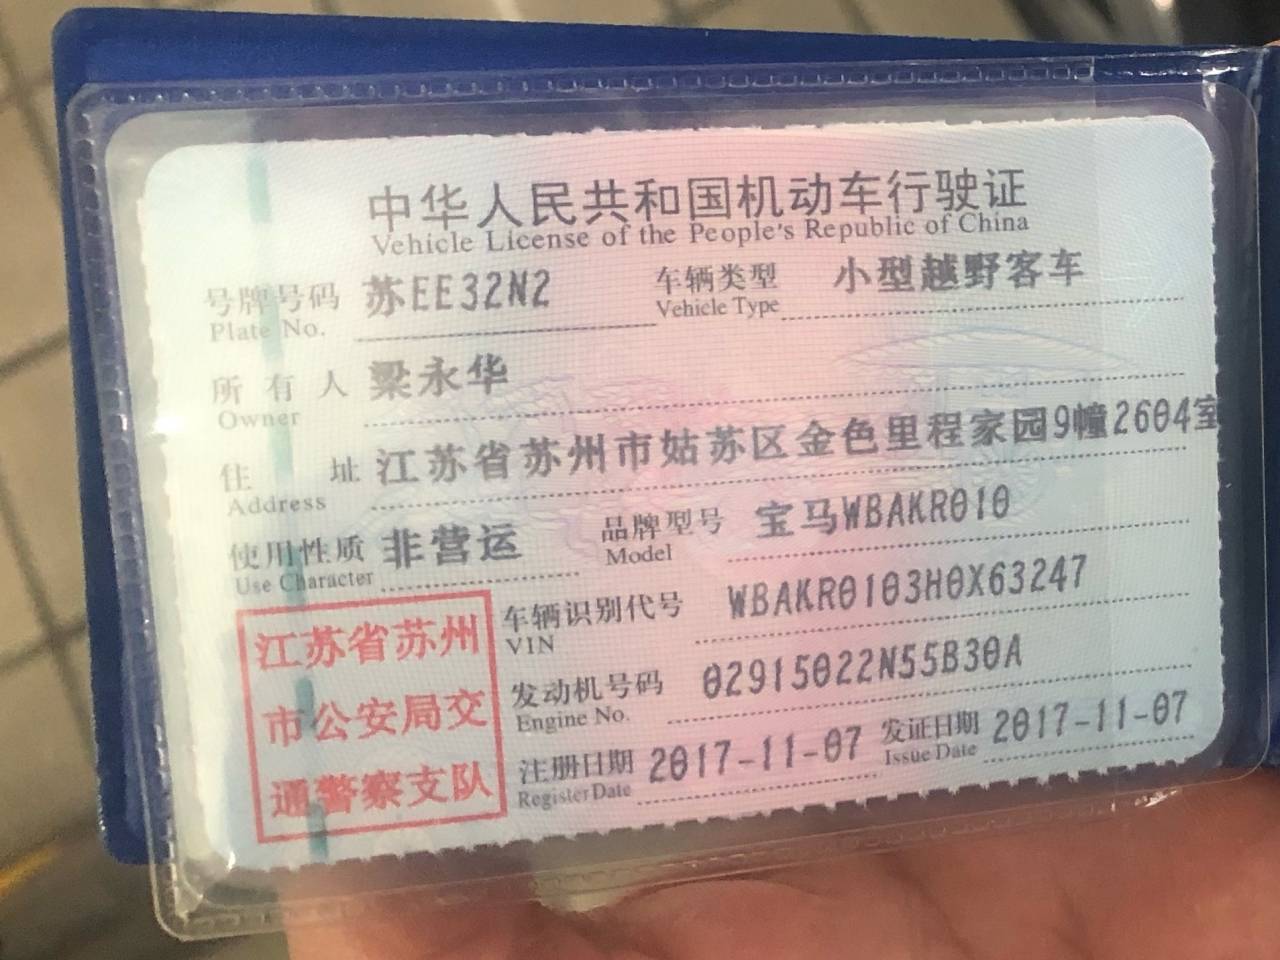 中华人民共和国机动车行驶证
Vehicle License of the People's Republic of China
号牌号码 苏EE32N2 车辆类型 小型越野客车
Plate No. Vehicle Type
所有人 梁永华
Owner
住址 江苏省苏州市姑苏区金色里程家园9幢2604室
Address
使用性质 非营运 品牌型号 宝马WBAKR010
Use Character Model
江苏省苏州
市公安局交
通警察支队
车辆识别代号 WBAKR0103H0X63247
VIN
发动机号码 02915022N55B30A
Engine No.
注册日期 2017-11-07 发证日期 2017-11-07
Register Date Issue Date